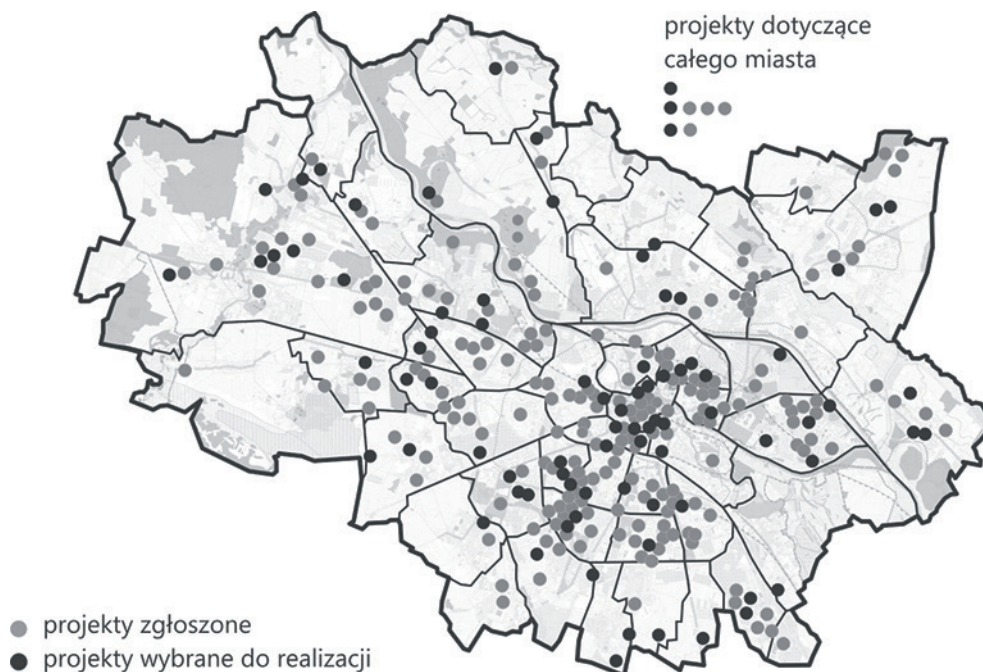 projekty dotyczące
całego miasta
projekty zgłoszone
projekty wybrane do realizacji